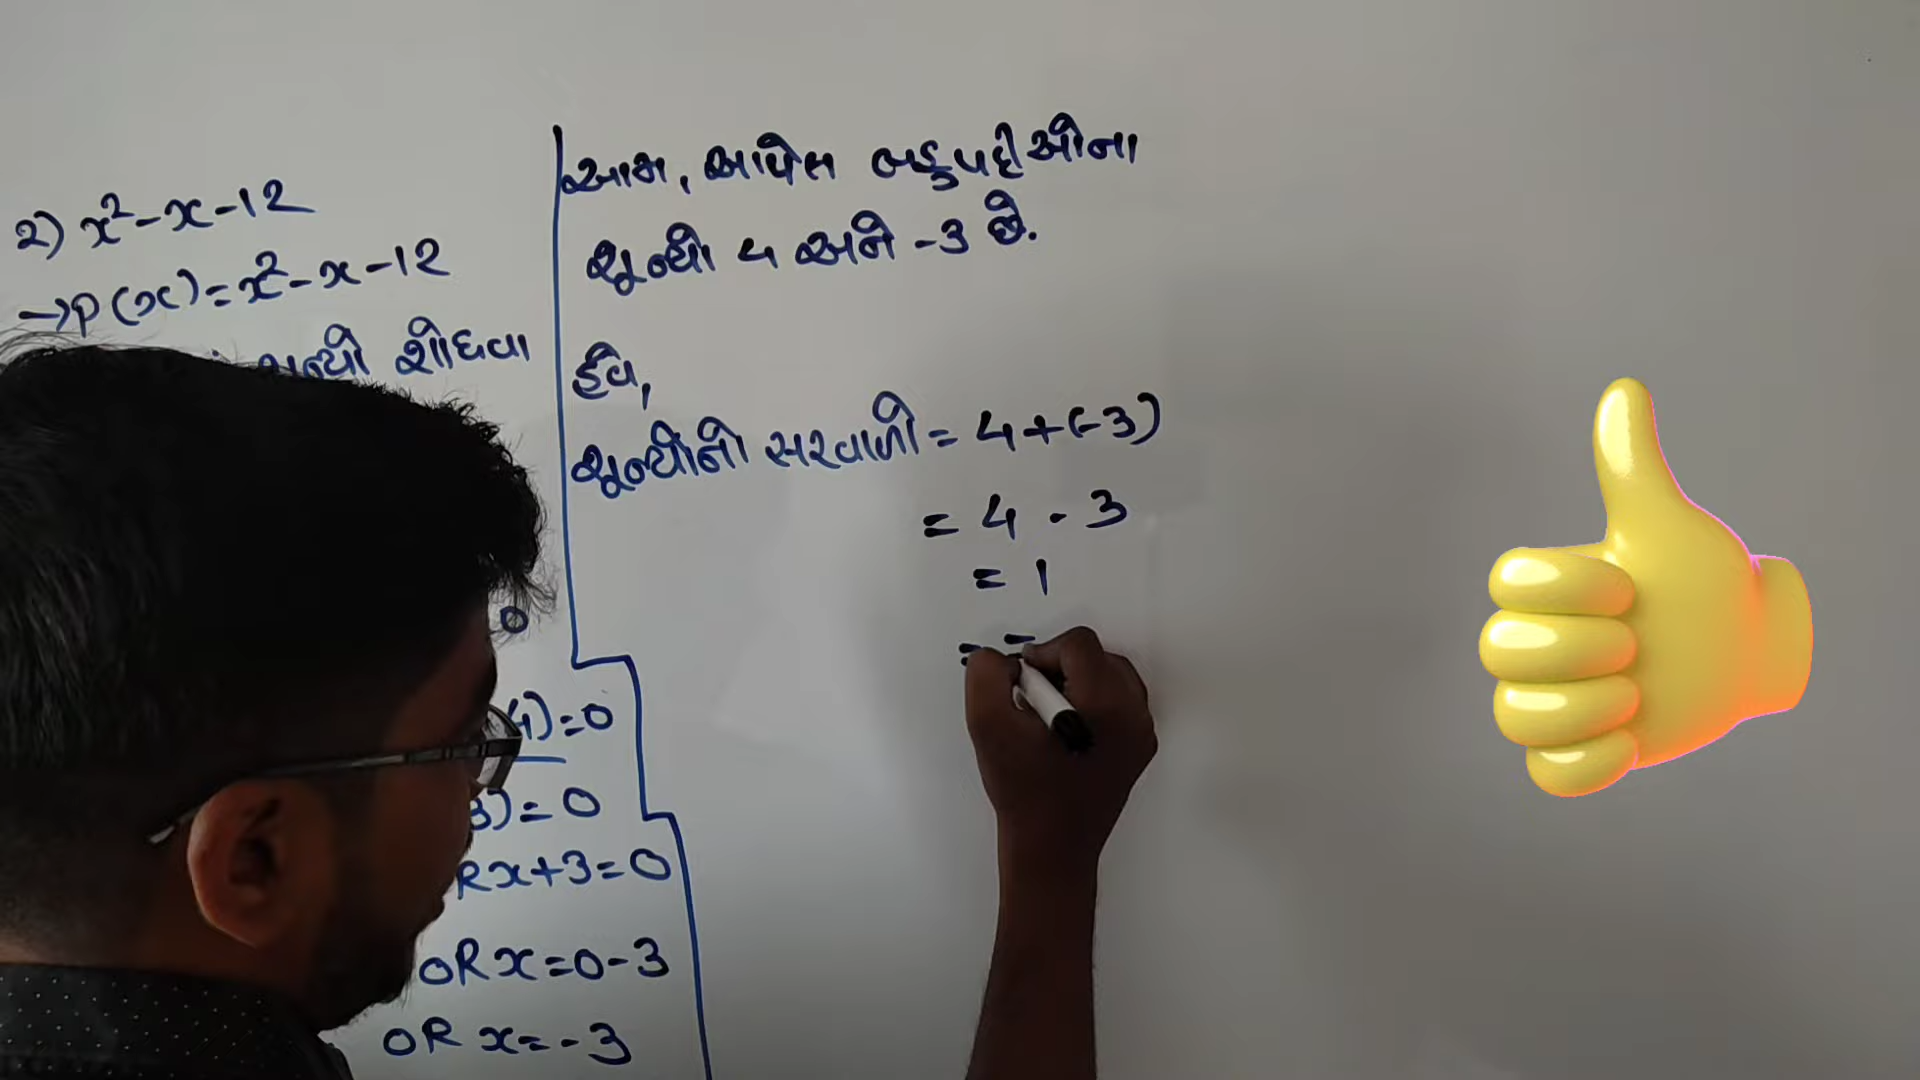 2) x² - x - 12
→ P(x) = x² - x - 12
શૂન્યો શોધવા
0
4) = 0
3) = 0
R x + 3 = 0
OR x = 0 - 3
OR x = -3
આમ, આપેલ બહુપદીઓના
શૂન્યો 4 અને -3 છે.
હવે,
શૂન્યોનો સરવાળો = 4 + (-3)
= 4 - 3
= 1
= -